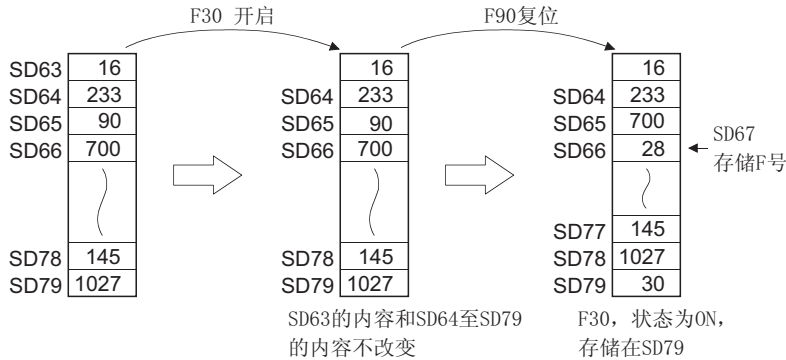 F30 开启
F90复位
SD63 16
SD64 233
SD65 90
SD66 700
SD78 145
SD79 1027
16
SD64 233
SD65 90
SD66 700
SD78 145
SD79 1027
16
SD64 233
SD65 700
SD66 28
SD77 145
SD78 1027
SD79 30
SD67
存储F号
SD63的内容和SD64至SD79
的内容不改变
F30，状态为ON，
存储在SD79